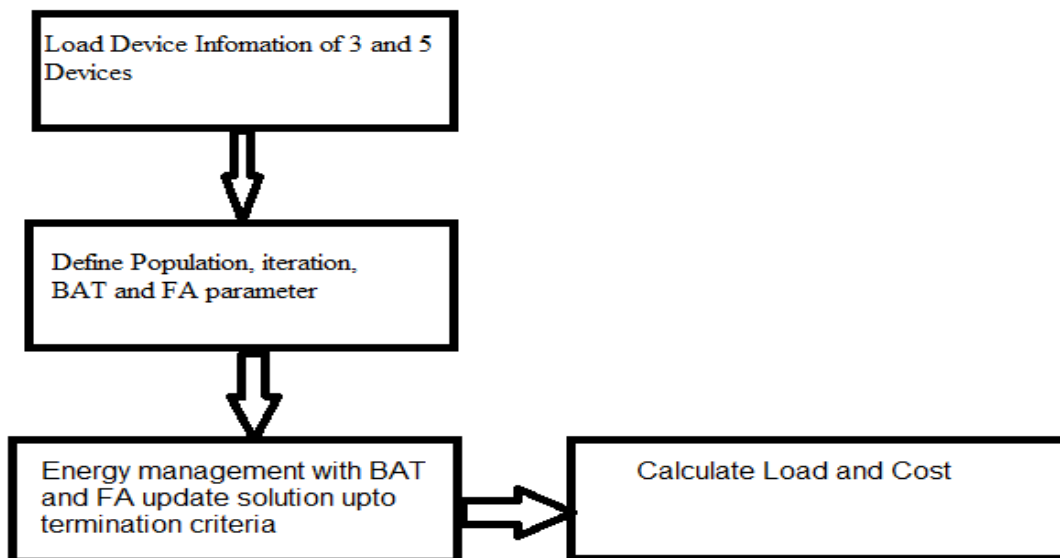 Load Device Infomation of 3 and 5
Devices
Define Population, iteration,
BAT and FA parameter
Energy management with BAT
and FA update solution upto
termination criteria
Calculate Load and Cost